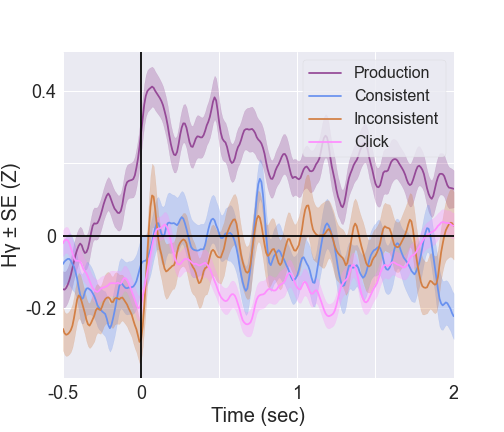 Production
Consistent
Inconsistent
Click
0.4
0
-0.2
Hγ ± SE (Z)
-0.5
0
1
2
Time (sec)